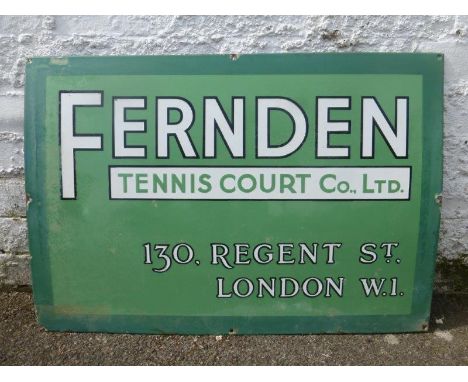 FERNDEN
TENNIS COURT CO., LTD.
130, REGENT ST.
LONDON W.1.